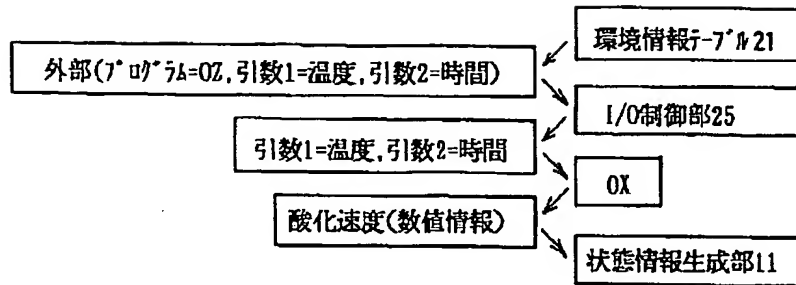 環境情報ﾃｰﾌﾞﾙ21
外部(ﾌﾟﾛｸﾞﾗﾑ=OZ,引数1=温度,引数2=時間)
I/O制御部25
引数1=温度,引数2=時間
OX
酸化速度(数値情報)
状態情報生成部11